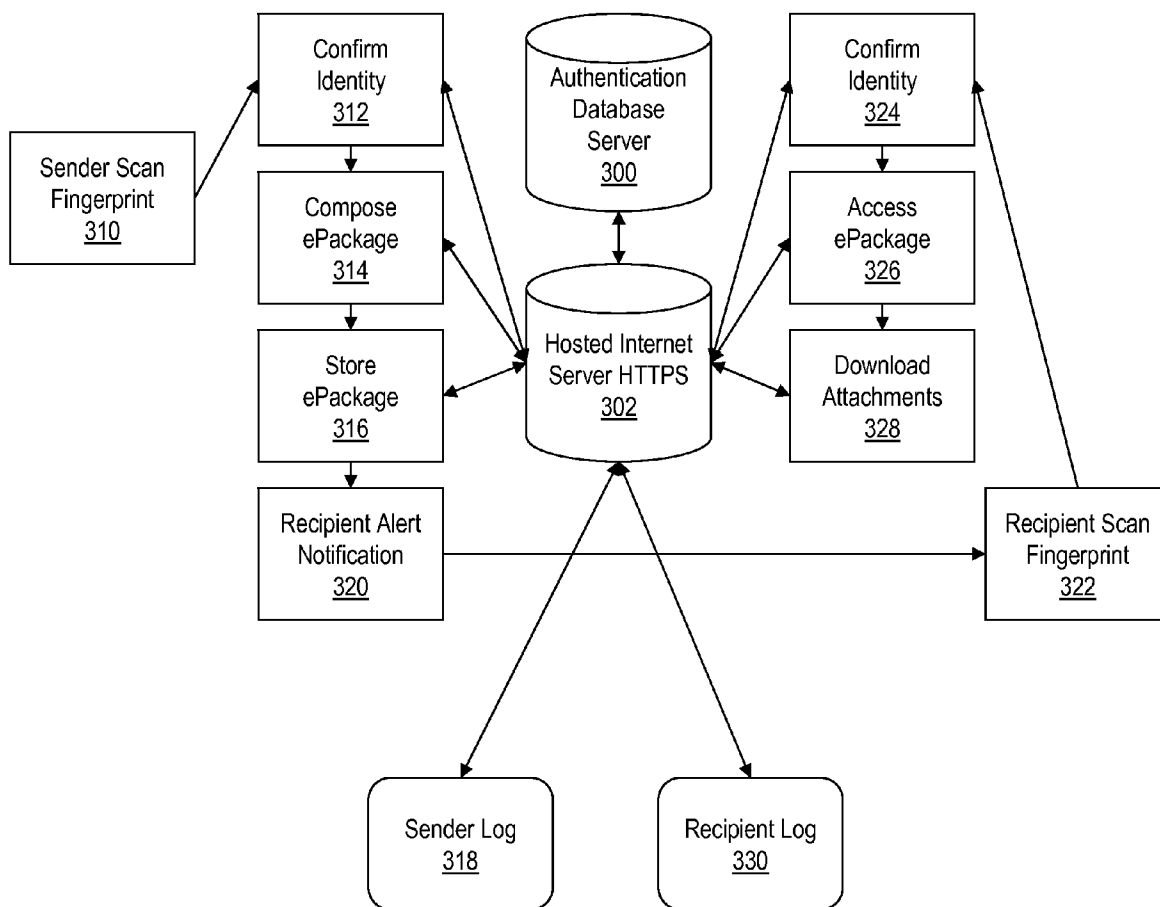 Sender Scan
Fingerprint
310
Confirm
Identity
312
Compose
ePackage
314
Store
ePackage
316
Recipient Alert
Notification
320
Authentication
Database
Server
300
Hosted Internet
Server HTTPS
302
Confirm
Identity
324
Access
ePackage
326
Download
Attachments
328
Recipient Scan
Fingerprint
322
Sender Log
318
Recipient Log
330